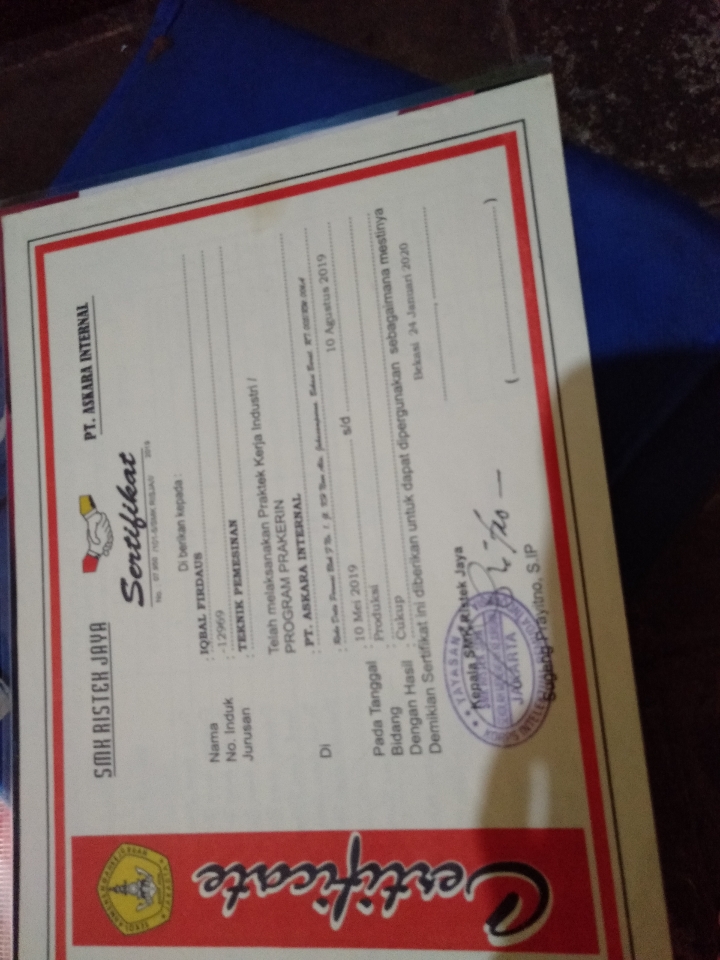 Certificate
SMK RISTEK JAYA
PT. ASKARA INTERNAL
Sertifikat
No.
Di berikan kepada :
Nama : IQBAL FIRDAUS
No. Induk : -12969
Jurusan : TEKNIK PEMESINAN
Telah melaksanakan Praktek Kerja Industri /
PROGRAM PRAKERIN
Di : PT. ASKARA INTERNAL
Pada Tanggal : 10 Mei 2019 s/d 10 Agustus 2019
Bidang : Produksi
Dengan Hasil : Cukup
Demikian Sertifikat ini diberikan untuk dapat dipergunakan sebagaimana mestinya
Bekasi 24 Januari 2020
Kepala SMK Ristek Jaya
YAYASAN
JAKARTA
Sugeng Prayitno, S.IP